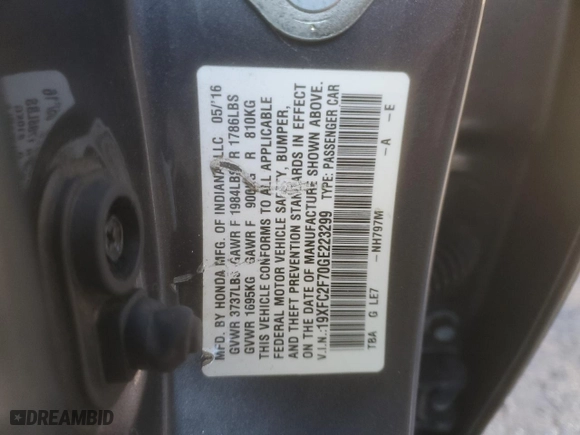 MFD. BY HONDA MFG. OF INDIANA, LLC 05/'16
GVWR 3737LBS GAWR F 1984LBS R 1786LBS
GVWR 1695KG GAWR F 900KG R 810KG
THIS VEHICLE CONFORMS TO ALL APPLICABLE
FEDERAL MOTOR VEHICLE SAFETY, BUMPER,
AND THEFT PREVENTION STANDARDS IN EFFECT
ON THE DATE OF MANUFACTURE SHOWN ABOVE.
V.I.N.:19XFC2F70GE223299 TYPE: PASSENGER CAR
TBA G LE7 -NH797M -A -E
DREAMBID